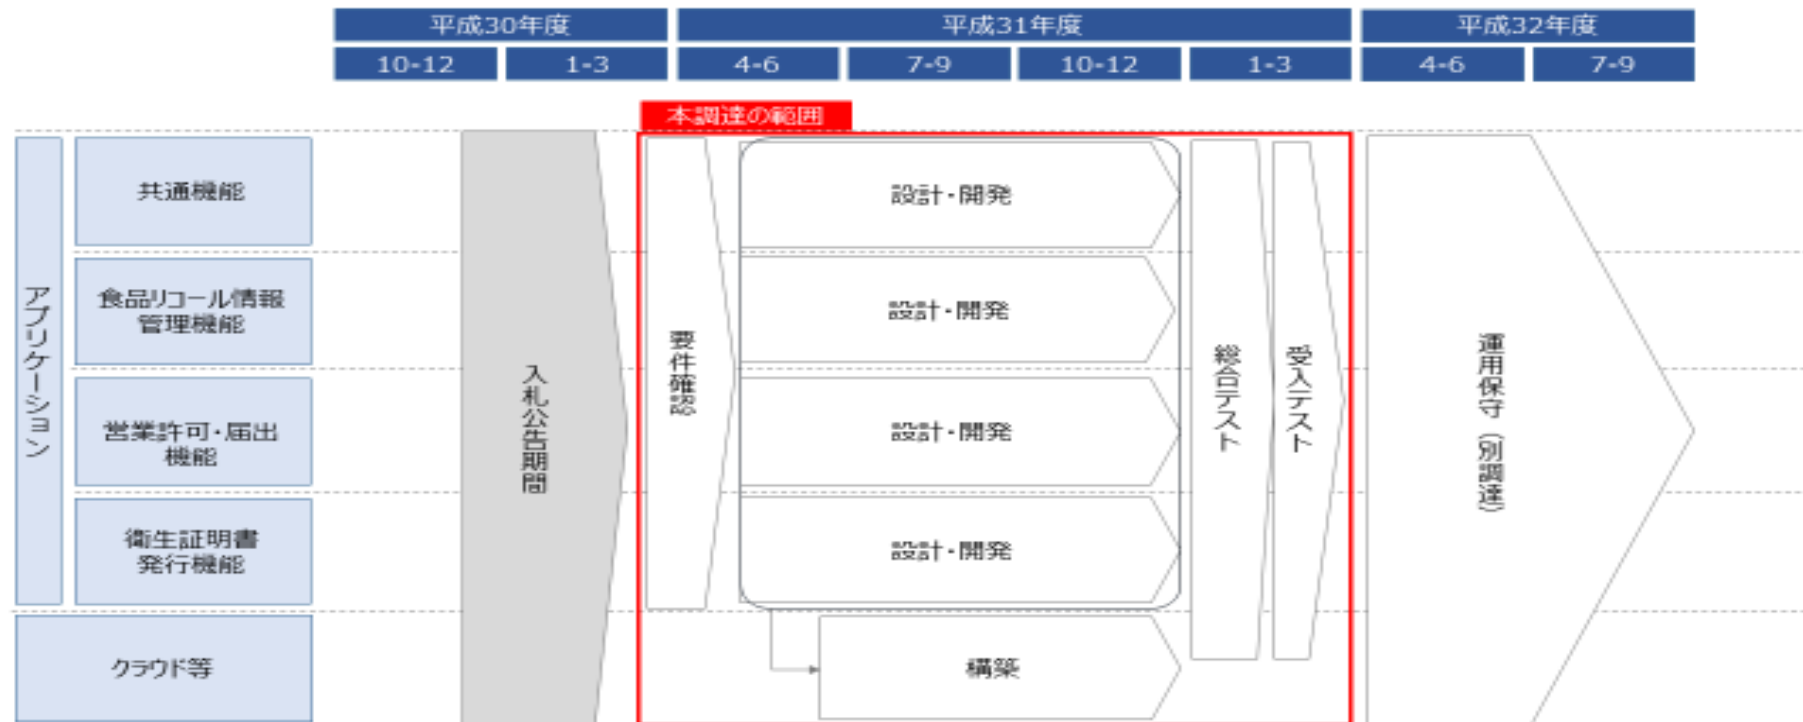 平成30年度
平成31年度
平成32年度
10-12
1-3
4-6
7-9
10-12
1-3
4-6
7-9
本調達の範囲
アプリケーション
共通機能
食品リコール情報
管理機能
営業許可・届出
機能
衛生証明書
発行機能
クラウド等
入札公告期間
要件確認
設計・開発
設計・開発
設計・開発
設計・開発
構築
総合テスト
受入テスト
運用保守（別調達）